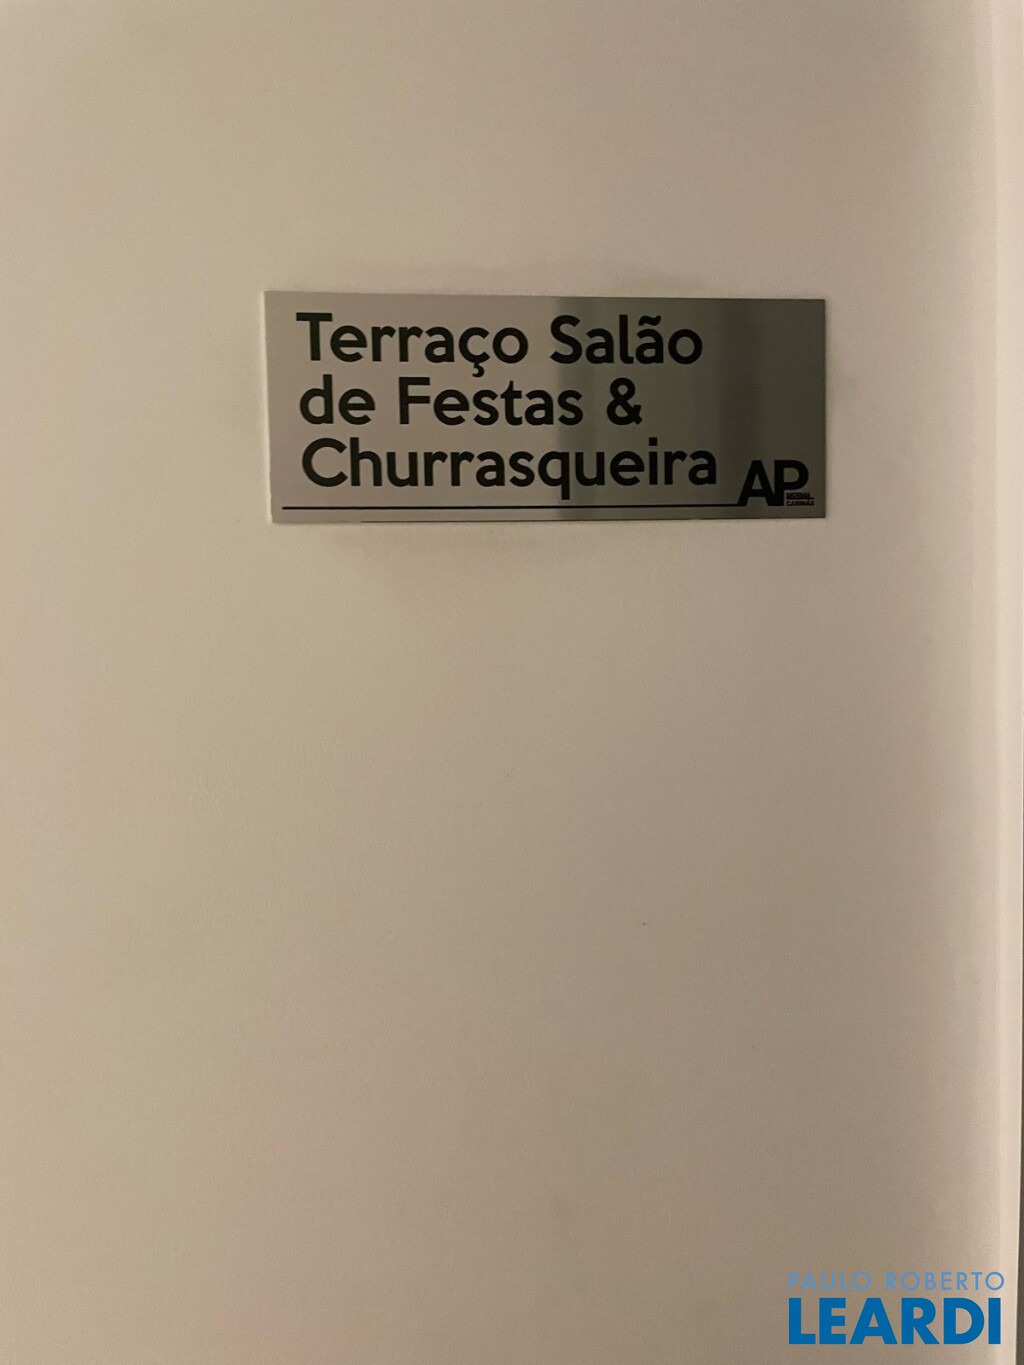 Terraço Salão
de Festas &
Churrasqueira
AP
PAULO ROBERTO
LEARDI